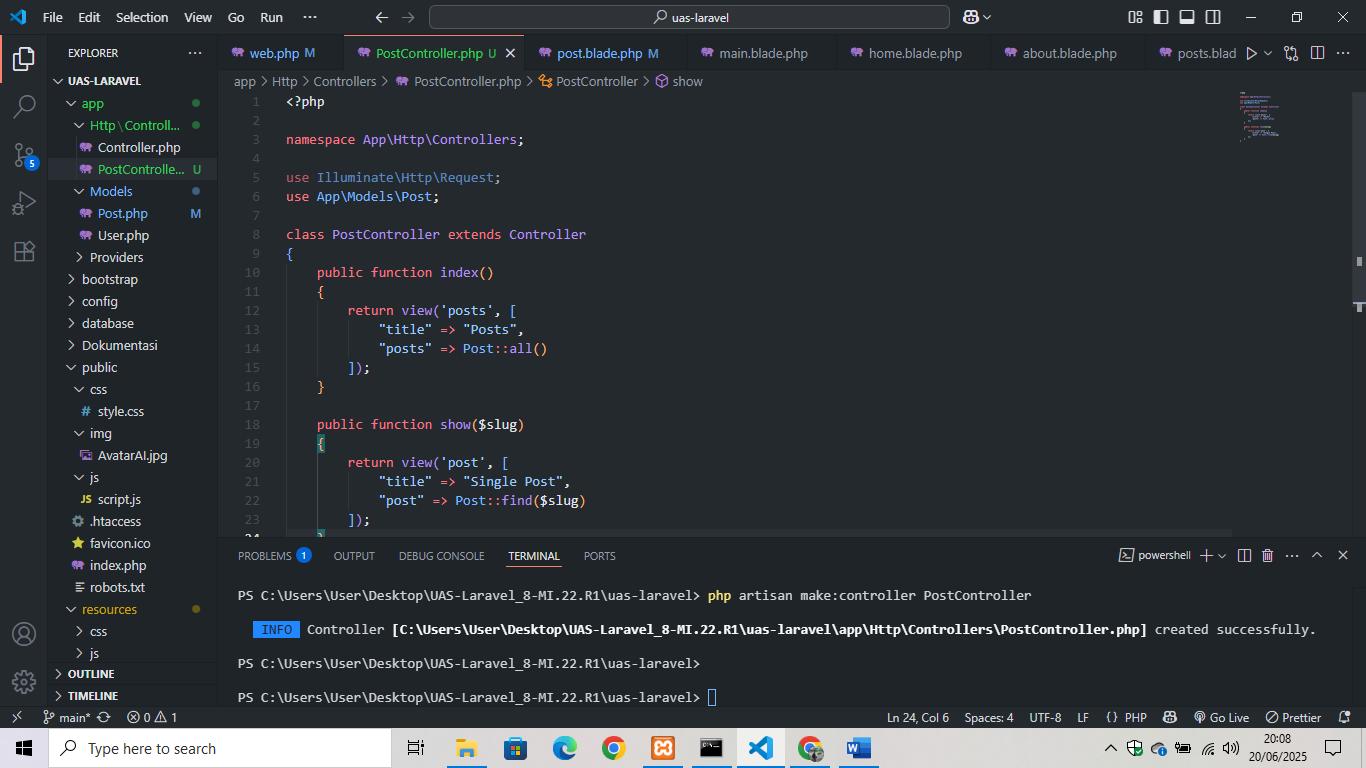 File Edit Selection View Go Run ··· uas-laravel
EXPLORER ···
UAS-LARAVEL
app
Http\Controll...
Controller.php
PostControlle... U
Models
Post.php M
User.php
Providers
bootstrap
config
database
Dokumentasi
public
css
# style.css
img
AvatarAI.jpg
js
JS script.js
.htaccess
favicon.ico
index.php
robots.txt
resources
css
js
OUTLINE
TIMELINE
5
web.php M PostController.php U post.blade.php M main.blade.php home.blade.php about.blade.php posts.blad
app > Http > Controllers > PostController.php > PostController > show
1 <?php
2
3 namespace App\Http\Controllers;
4
5 use Illuminate\Http\Request;
6 use App\Models\Post;
7
8 class PostController extends Controller
9 {
10 public function index()
11 {
12 return view('posts', [
13 "title" => "Posts",
14 "posts" => Post::all()
15 ]);
16 }
17
18 public function show($slug)
19 {
20 return view('post', [
21 "title" => "Single Post",
22 "post" => Post::find($slug)
23 ]);
24 }
PROBLEMS 1 OUTPUT DEBUG CONSOLE TERMINAL PORTS powershell
PS C:\Users\User\Desktop\UAS-Laravel_8-MI.22.R1\uas-laravel> php artisan make:controller PostController
INFO Controller [C:\Users\User\Desktop\UAS-Laravel_8-MI.22.R1\uas-laravel\app\Http\Controllers\PostController.php] created successfully.
PS C:\Users\User\Desktop\UAS-Laravel_8-MI.22.R1\uas-laravel>
PS C:\Users\User\Desktop\UAS-Laravel_8-MI.22.R1\uas-laravel>
main* 0 1 Ln 24, Col 6 Spaces: 4 UTF-8 LF {} PHP Go Live Prettier
Type here to search
20:08
20/06/2025